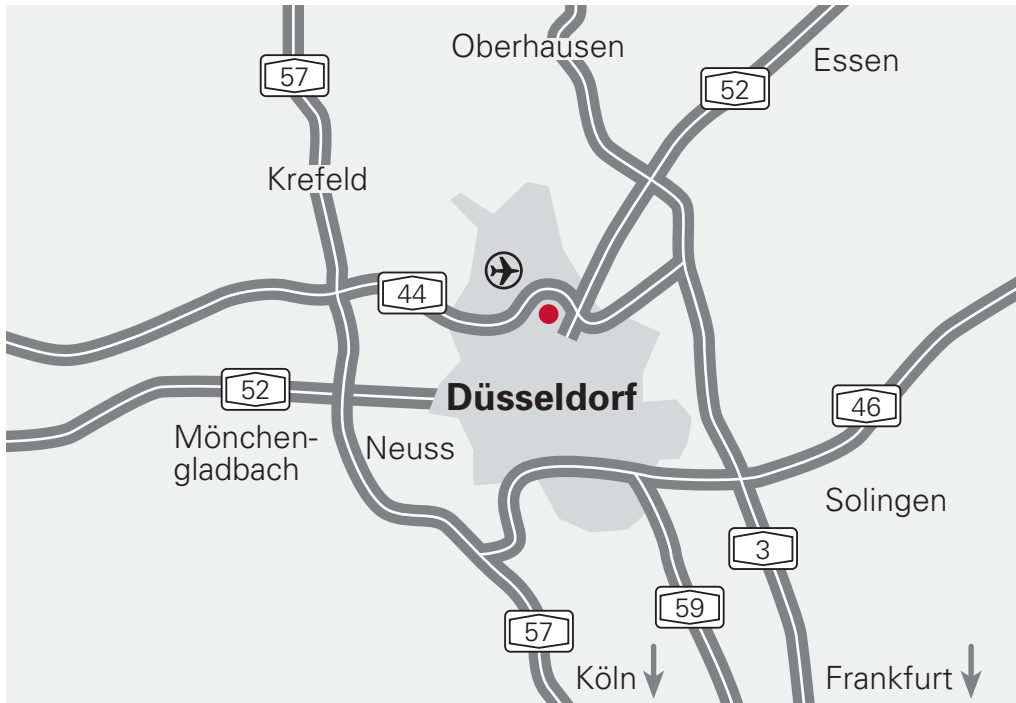 Oberhausen
57
Essen
52
Krefeld
44
52
Düsseldorf
46
Mönchen-
gladbach
Neuss
Solingen
3
59
57
Köln
Frankfurt